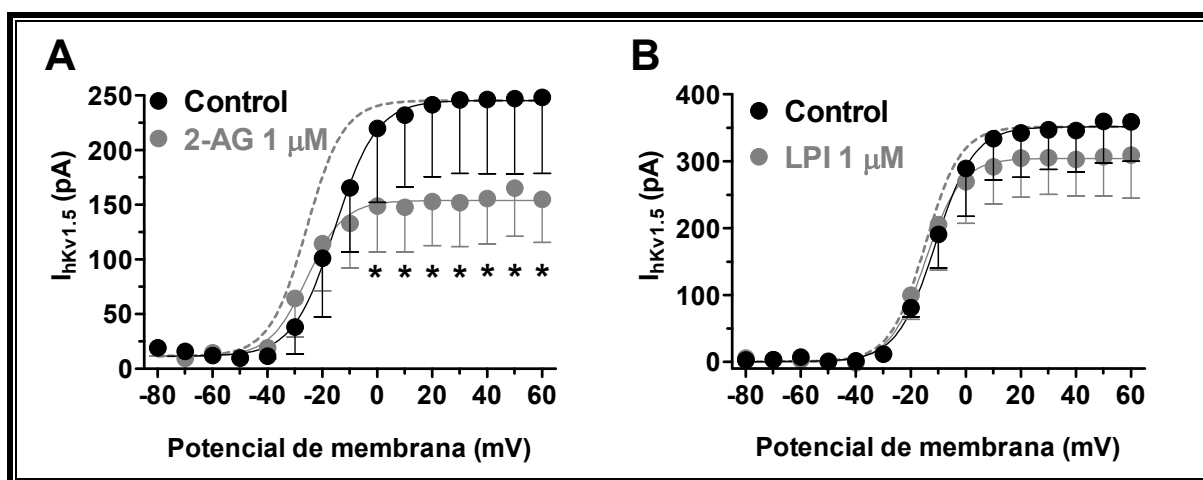 A
Control
2-AG 1 μM
I hKv1.5 (pA)
250
200
150
100
50
0
* * * * * * *
-80 -60 -40 -20 0 20 40 60
Potencial de membrana (mV)
B
Control
LPI 1 μM
I hKv1.5 (pA)
400
300
200
100
0
-80 -60 -40 -20 0 20 40 60
Potencial de membrana (mV)